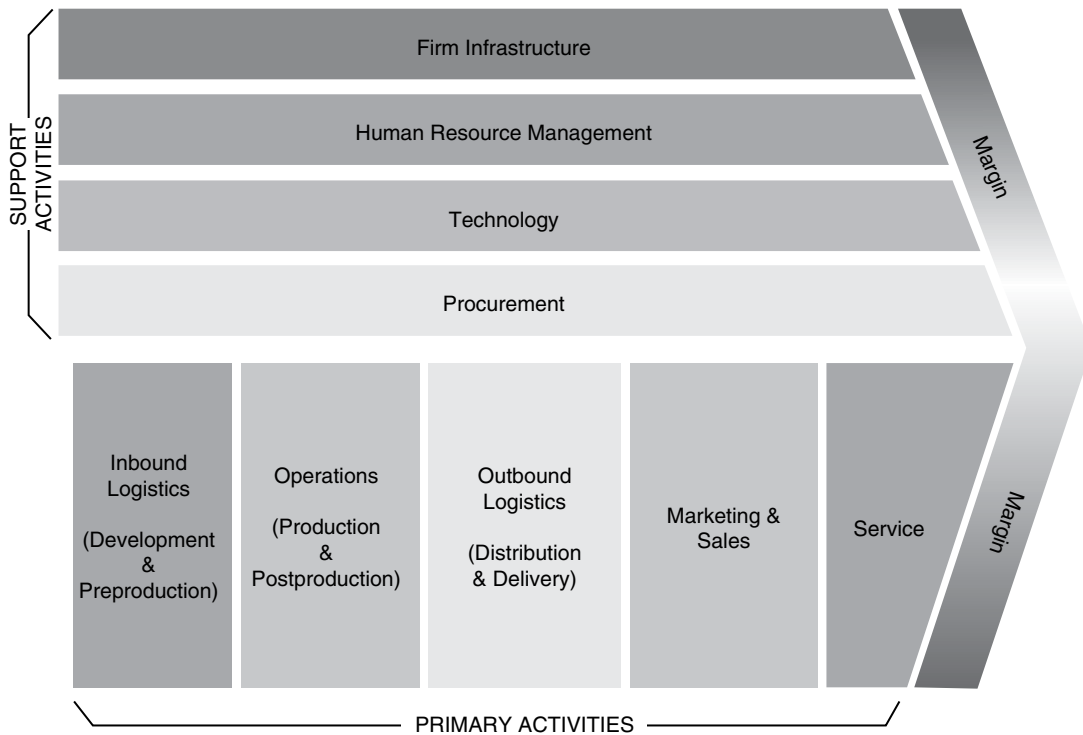 SUPPORT
ACTIVITIES
Firm Infrastructure
Human Resource Management
Technology
Procurement
Margin
Inbound
Logistics
(Development
&
Preproduction)
Operations
(Production
&
Postproduction)
Outbound
Logistics
(Distribution
& Delivery)
Marketing &
Sales
Service
Margin
PRIMARY ACTIVITIES